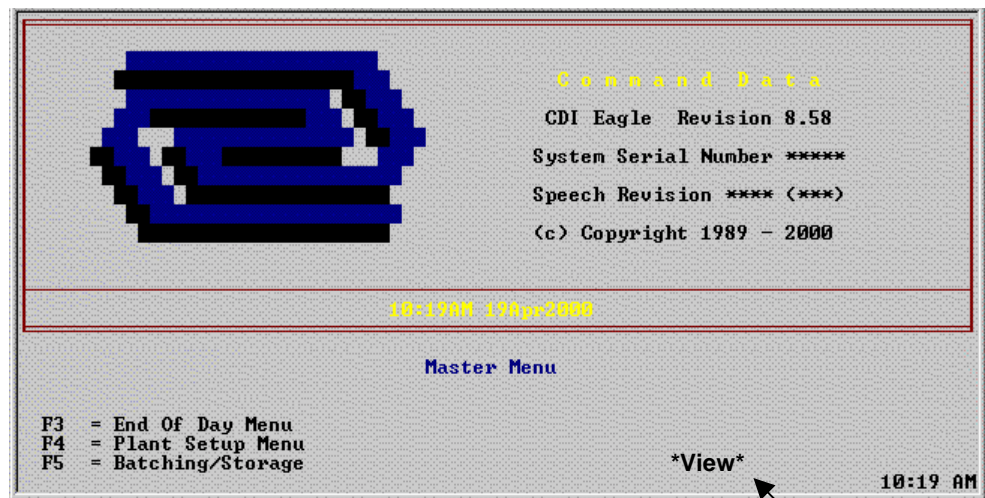 Command Data
CDI Eagle Revision 8.58
System Serial Number *****
Speech Revision **** (***)
(c) Copyright 1989 - 2000
10:19AM 19Apr2000
Master Menu
F3 = End Of Day Menu
F4 = Plant Setup Menu
F5 = Batching/Storage
*View*
10:19 AM